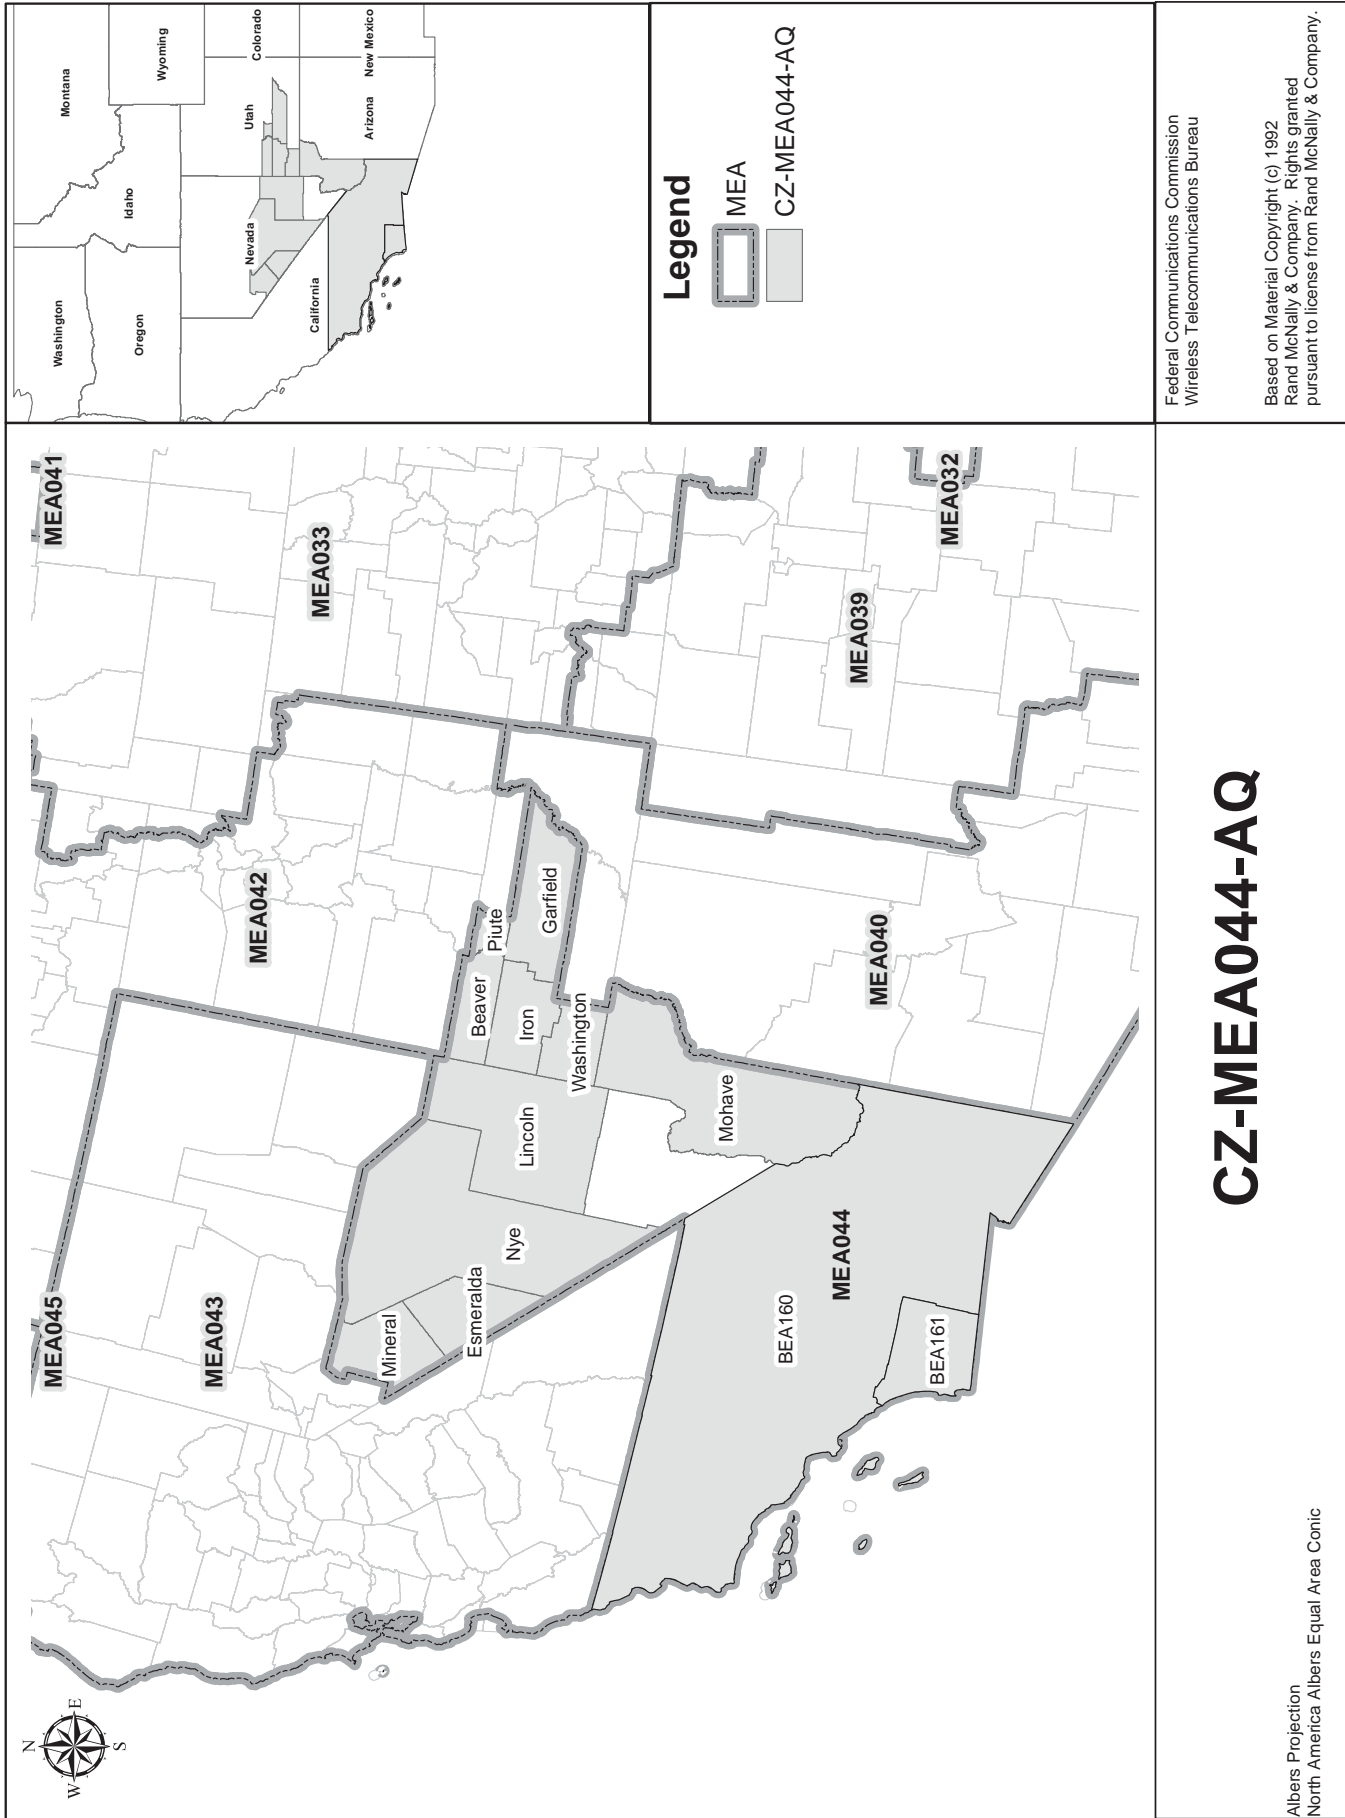 N
W
E
S
MEA045
MEA041
MEA043
MEA042
MEA033
Mineral
Esmeralda
Nye
Lincoln
Beaver
Piute
Iron
Garfield
Washington
Mohave
MEA044
BEA160
BEA161
MEA040
MEA039
MEA032
Washington
Montana
Oregon
Idaho
Wyoming
Nevada
Utah
Colorado
California
Arizona
New Mexico
Legend
MEA
CZ-MEA044-AQ
Albers Projection
North America Albers Equal Area Conic
CZ-MEA044-AQ
Federal Communications Commission
Wireless Telecommunications Bureau
Based on Material Copyright (c) 1992
Rand McNally & Company. Rights granted
pursuant to license from Rand McNally & Company.